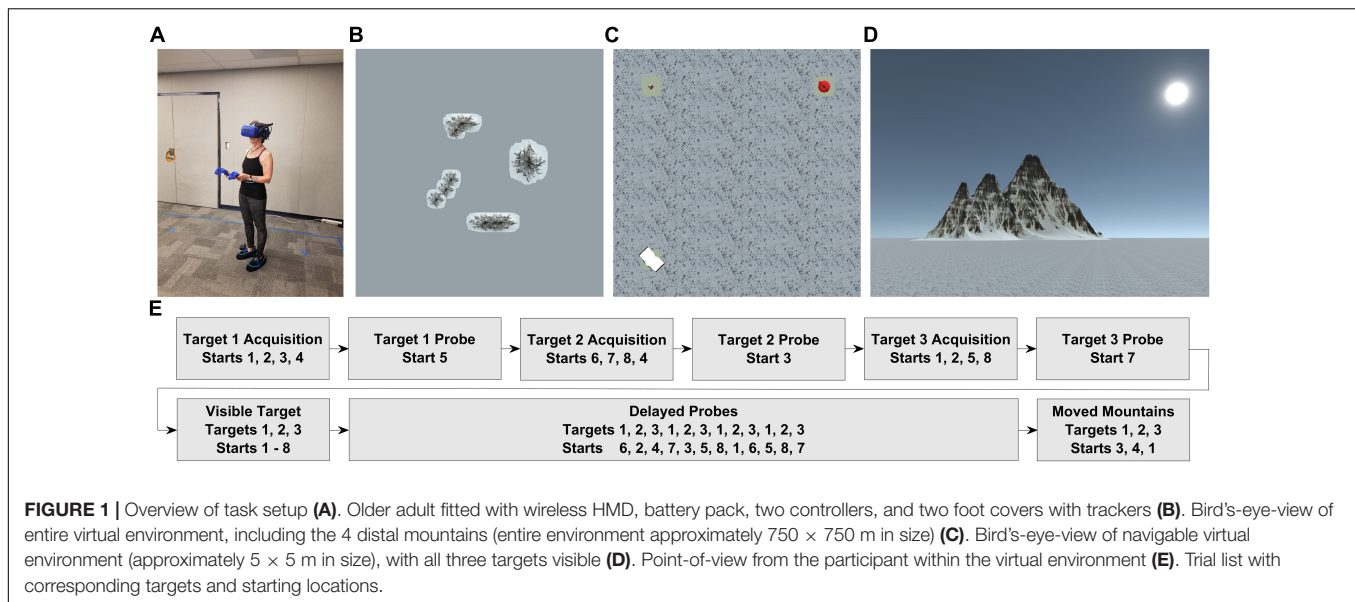 A
B
C
D
E
Target 1 Acquisition
Starts 1, 2, 3, 4
Target 1 Probe
Start 5
Target 2 Acquisition
Starts 6, 7, 8, 4
Target 2 Probe
Start 3
Target 3 Acquisition
Starts 1, 2, 5, 8
Target 3 Probe
Start 7
Visible Target
Targets 1, 2, 3
Starts 1 - 8
Delayed Probes
Targets 1, 2, 3, 1, 2, 3, 1, 2, 3, 1, 2, 3
Starts 6, 2, 4, 7, 3, 5, 8, 1, 6, 5, 8, 7
Moved Mountains
Targets 1, 2, 3
Starts 3, 4, 1
FIGURE 1 | Overview of task setup (A). Older adult fitted with wireless HMD, battery pack, two controllers, and two foot covers with trackers (B). Bird's-eye-view of
entire virtual environment, including the 4 distal mountains (entire environment approximately 750 × 750 m in size) (C). Bird's-eye-view of navigable virtual
environment (approximately 5 × 5 m in size), with all three targets visible (D). Point-of-view from the participant within the virtual environment (E). Trial list with
corresponding targets and starting locations.